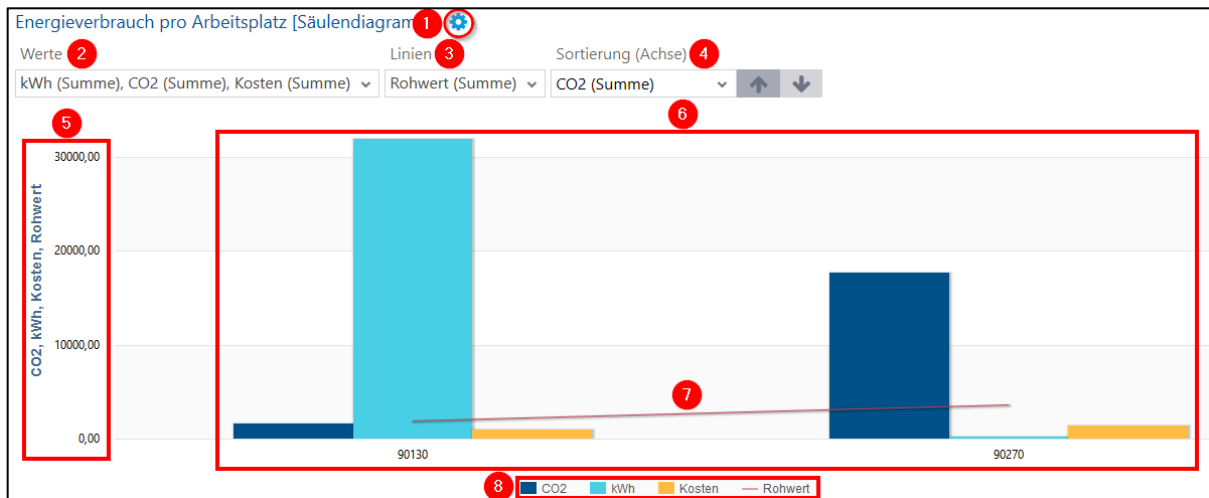 Energieverbrauch pro Arbeitsplatz [Säulendiagram 1
Werte 2 Linien 3 Sortierung (Achse) 4
kWh (Summe), CO2 (Summe), Kosten (Summe) Rohwert (Summe) CO2 (Summe)
5 6
CO2, kWh, Kosten, Rohwert
30000,00
20000,00
10000,00
7
0,00
90130 90270
8 CO2 kWh Kosten Rohwert